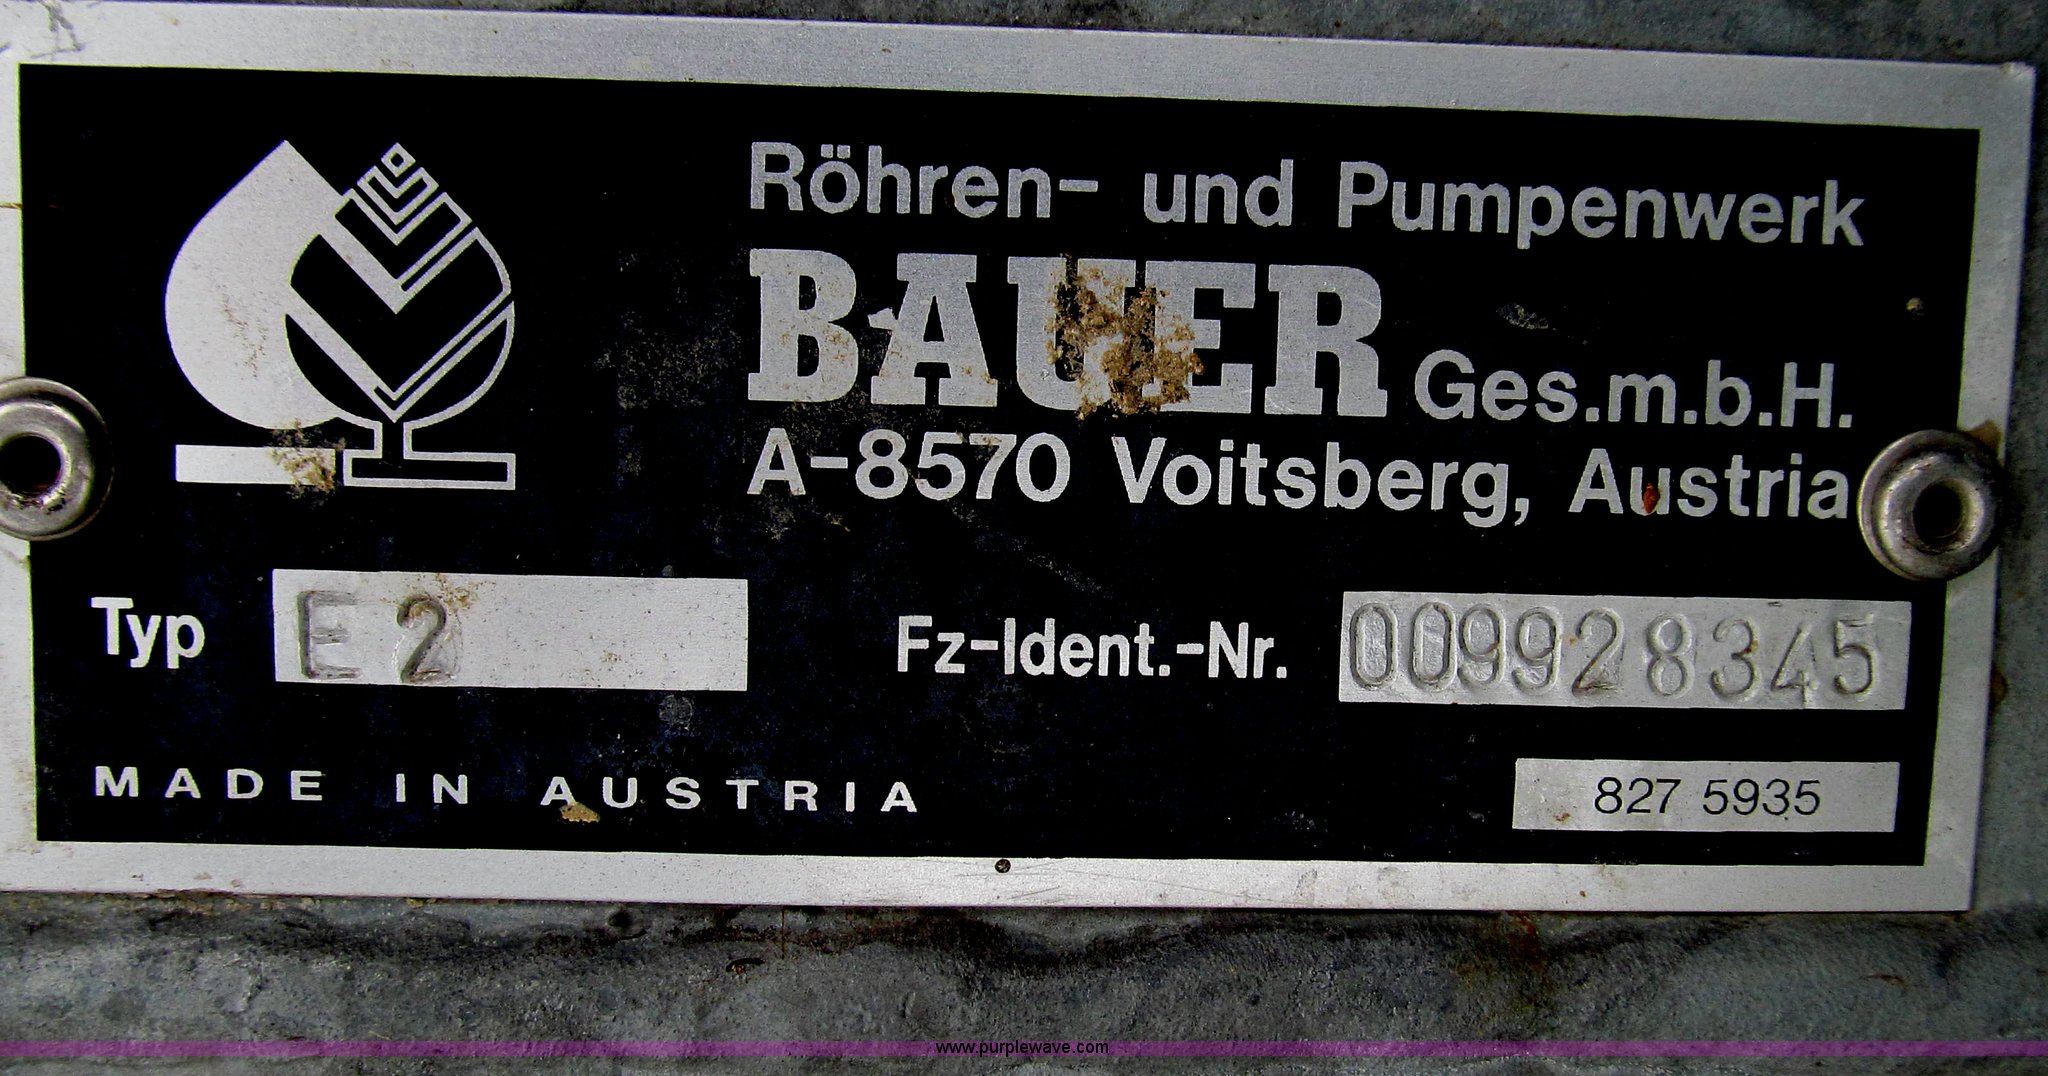 Röhren- und Pumpenwerk
BAUER Ges.m.b.H.
A-8570 Voitsberg, Austria
Typ E 2
Fz-Ident.-Nr. 009928345
MADE IN AUSTRIA
827 5935
www.purplewave.com